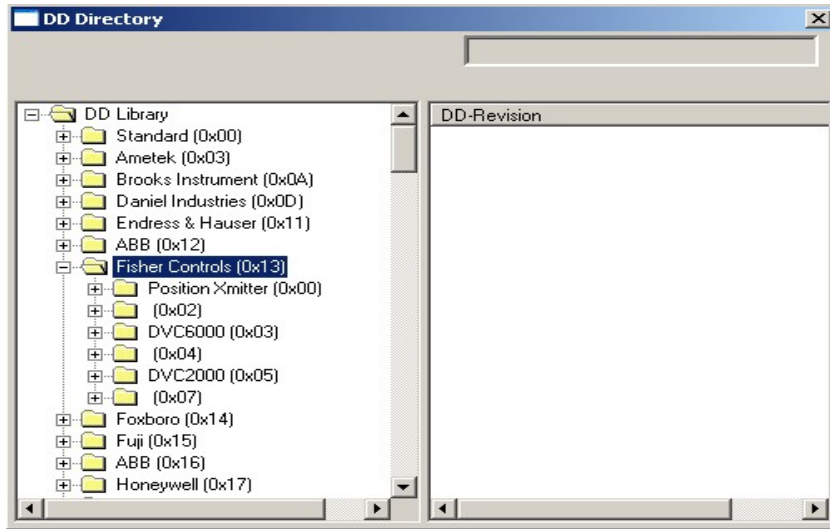 DD Directory
DD Library
Standard (0x00)
Ametek (0x03)
Brooks Instrument (0x0A)
Daniel Industries (0x0D)
Endress & Hauser (0x11)
ABB (0x12)
Fisher Controls (0x13)
Position Xmitter (0x00)
(0x02)
DVC6000 (0x03)
(0x04)
DVC2000 (0x05)
(0x07)
Foxboro (0x14)
Fuji (0x15)
ABB (0x16)
Honeywell (0x17)
DD-Revision